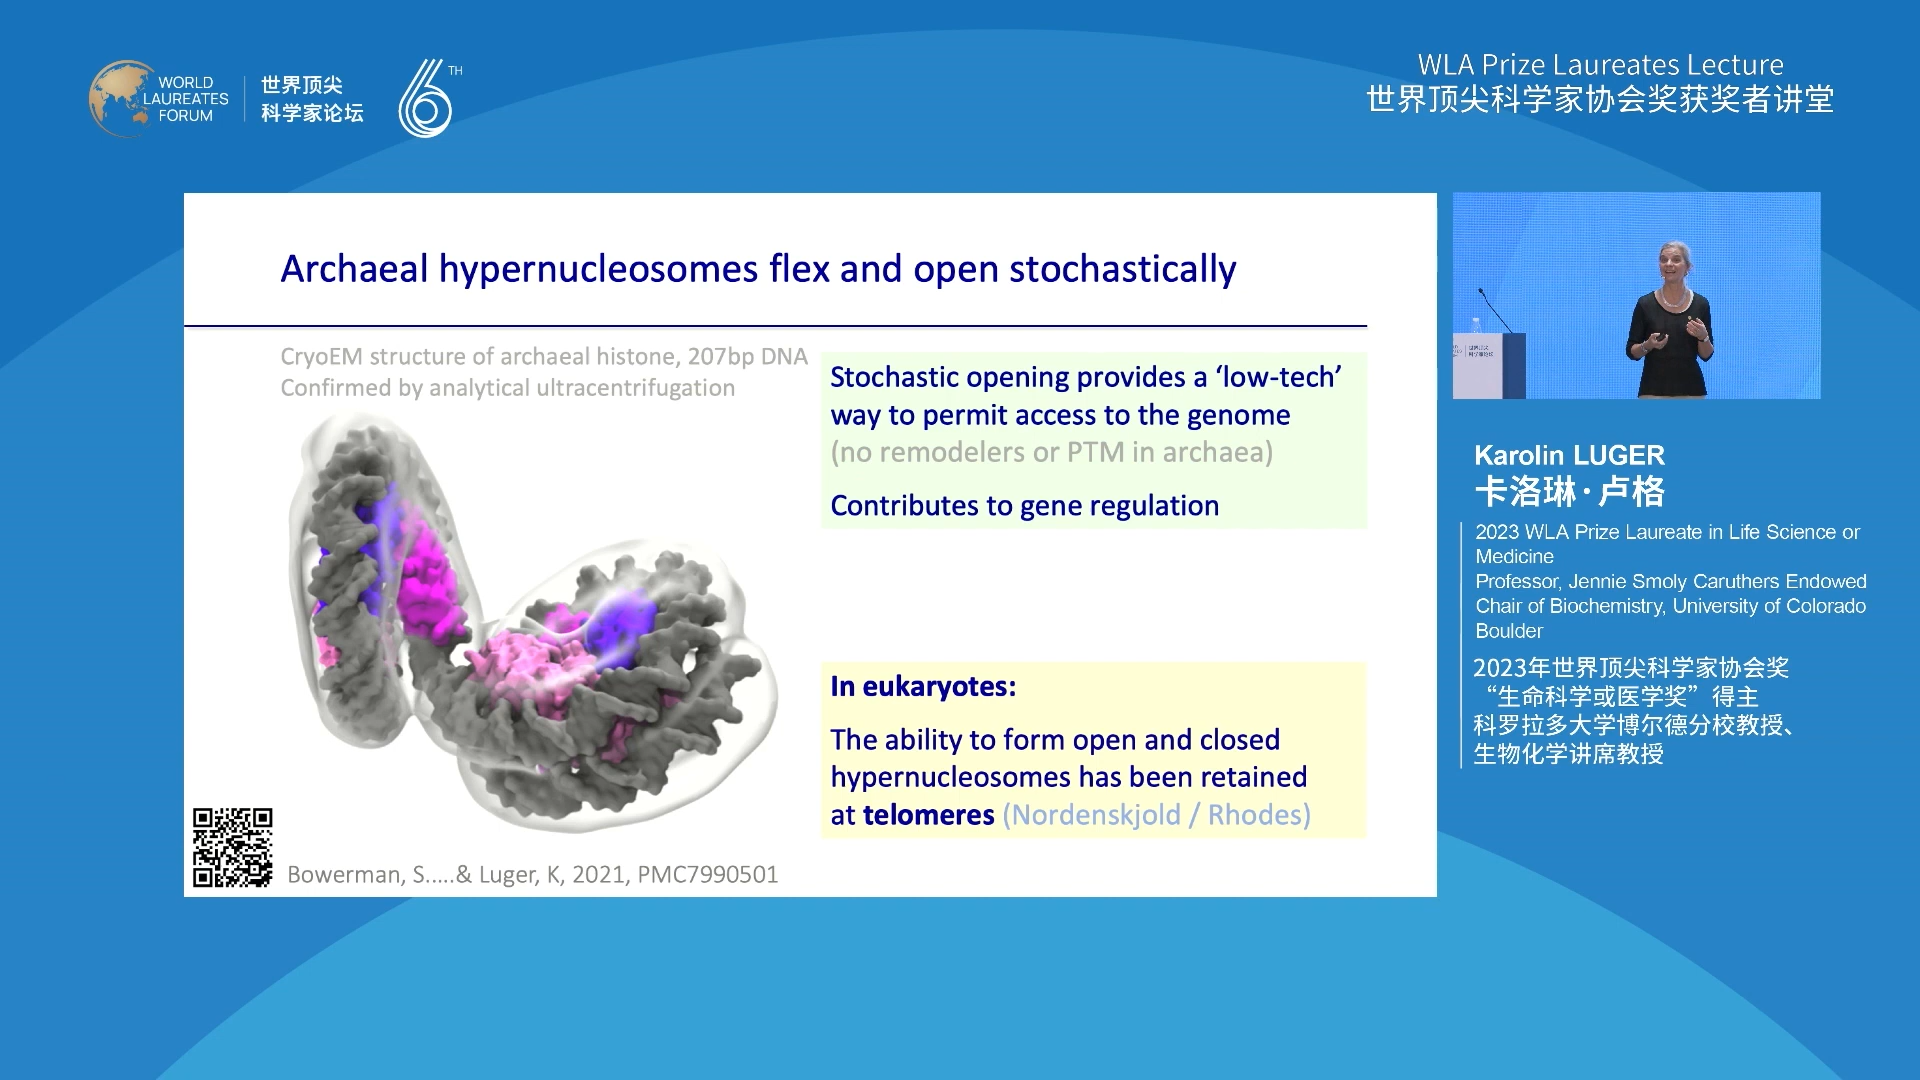 WORLD
LAUREATES
FORUM
世界顶尖
科学家论坛
6TH
WLA Prize Laureates Lecture
世界顶尖科学家协会奖获奖者讲堂
Archaeal hypernucleosomes flex and open stochastically
CryoEM structure of archaeal histone, 207bp DNA
Confirmed by analytical ultracentrifugation
Stochastic opening provides a ‘low-tech’
way to permit access to the genome
(no remodelers or PTM in archaea)
Contributes to gene regulation
In eukaryotes:
The ability to form open and closed
hypernucleosomes has been retained
at telomeres (Nordenskjold / Rhodes)
Bowerman, S.....& Luger, K, 2021, PMC7990501
Karolin LUGER
卡洛琳·卢格
2023 WLA Prize Laureate in Life Science or
Medicine
Professor, Jennie Smoly Caruthers Endowed
Chair of Biochemistry, University of Colorado
Boulder
2023年世界顶尖科学家协会奖
“生命科学或医学奖”得主
科罗拉多大学博尔德分校教授、
生物化学讲席教授